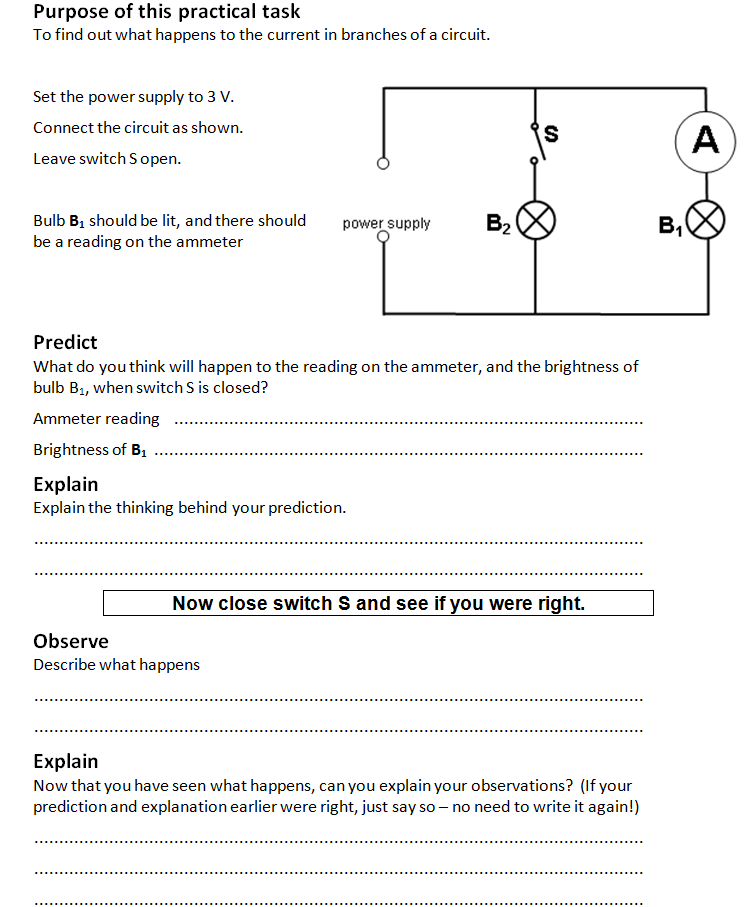 Purpose of this practical task
To find out what happens to the current in branches of a circuit.
Set the power supply to 3 V.
Connect the circuit as shown.
Leave switch S open.
Bulb B₁ should be lit, and there should
be a reading on the ammeter
S
A
power supply
B₂
B₁
Predict
What do you think will happen to the reading on the ammeter, and the brightness of
bulb B₁, when switch S is closed?
Ammeter reading ................................................................
Brightness of B₁ ................................................................
Explain
Explain the thinking behind your prediction.
Now close switch S and see if you were right.
Observe
Describe what happens
Explain
Now that you have seen what happens, can you explain your observations? (If your
prediction and explanation earlier were right, just say so – no need to write it again!)